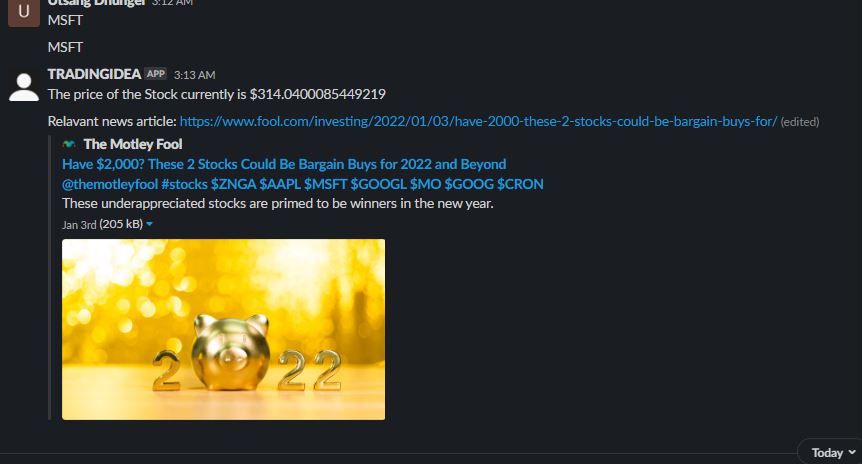 U Utsang Dhungel 3:12 AM
MSFT
MSFT
TRADINGIDEA APP 3:13 AM
The price of the Stock currently is $314.0400085449219
Relavant news article: https://www.fool.com/investing/2022/01/03/have-2000-these-2-stocks-could-be-bargain-buys-for/ (edited)
The Motley Fool
Have $2,000? These 2 Stocks Could Be Bargain Buys for 2022 and Beyond
@themotleyfool #stocks $ZNGA $AAPL $MSFT $GOOGL $MO $GOOG $CRON
These underappreciated stocks are primed to be winners in the new year.
Jan 3rd (205 kB)
2 22
Today